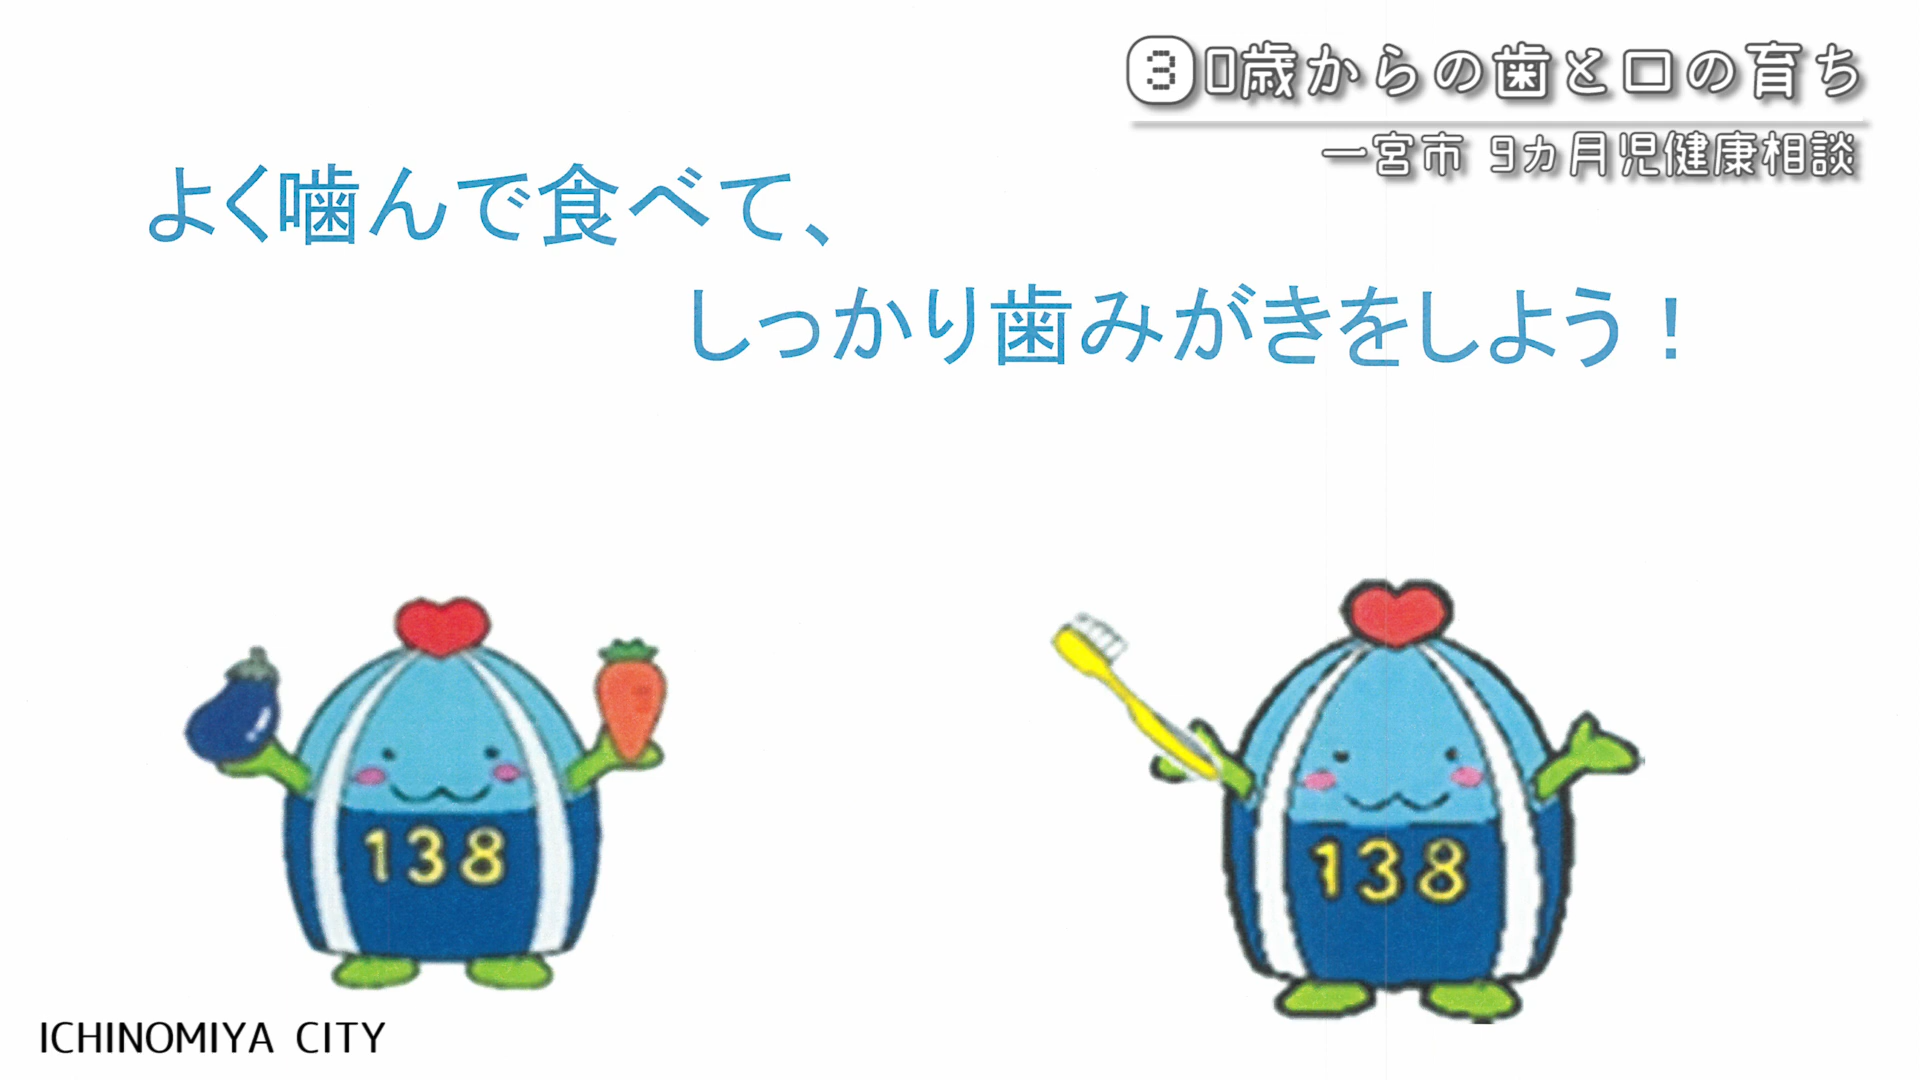 ③0歳からの歯と口の育ち
一宮市 9カ月児健康相談
よく噛んで食べて、
しっかり歯みがきをしよう！
138
138
ICHINOMIYA CITY